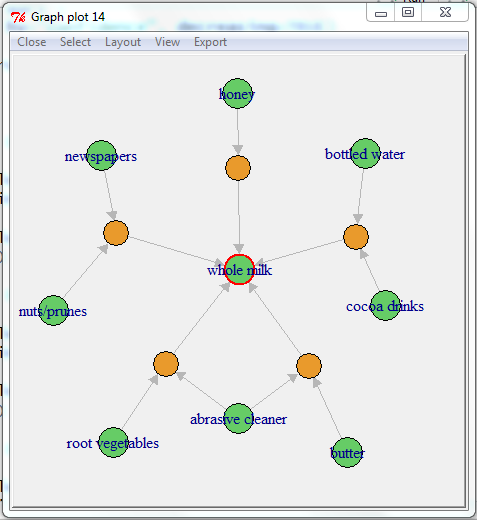 Graph plot 14
Close Select Layout View Export
honey
newspapers
bottled water
whole milk
nuts/prunes
cocoa drinks
abrasive cleaner
root vegetables
butter